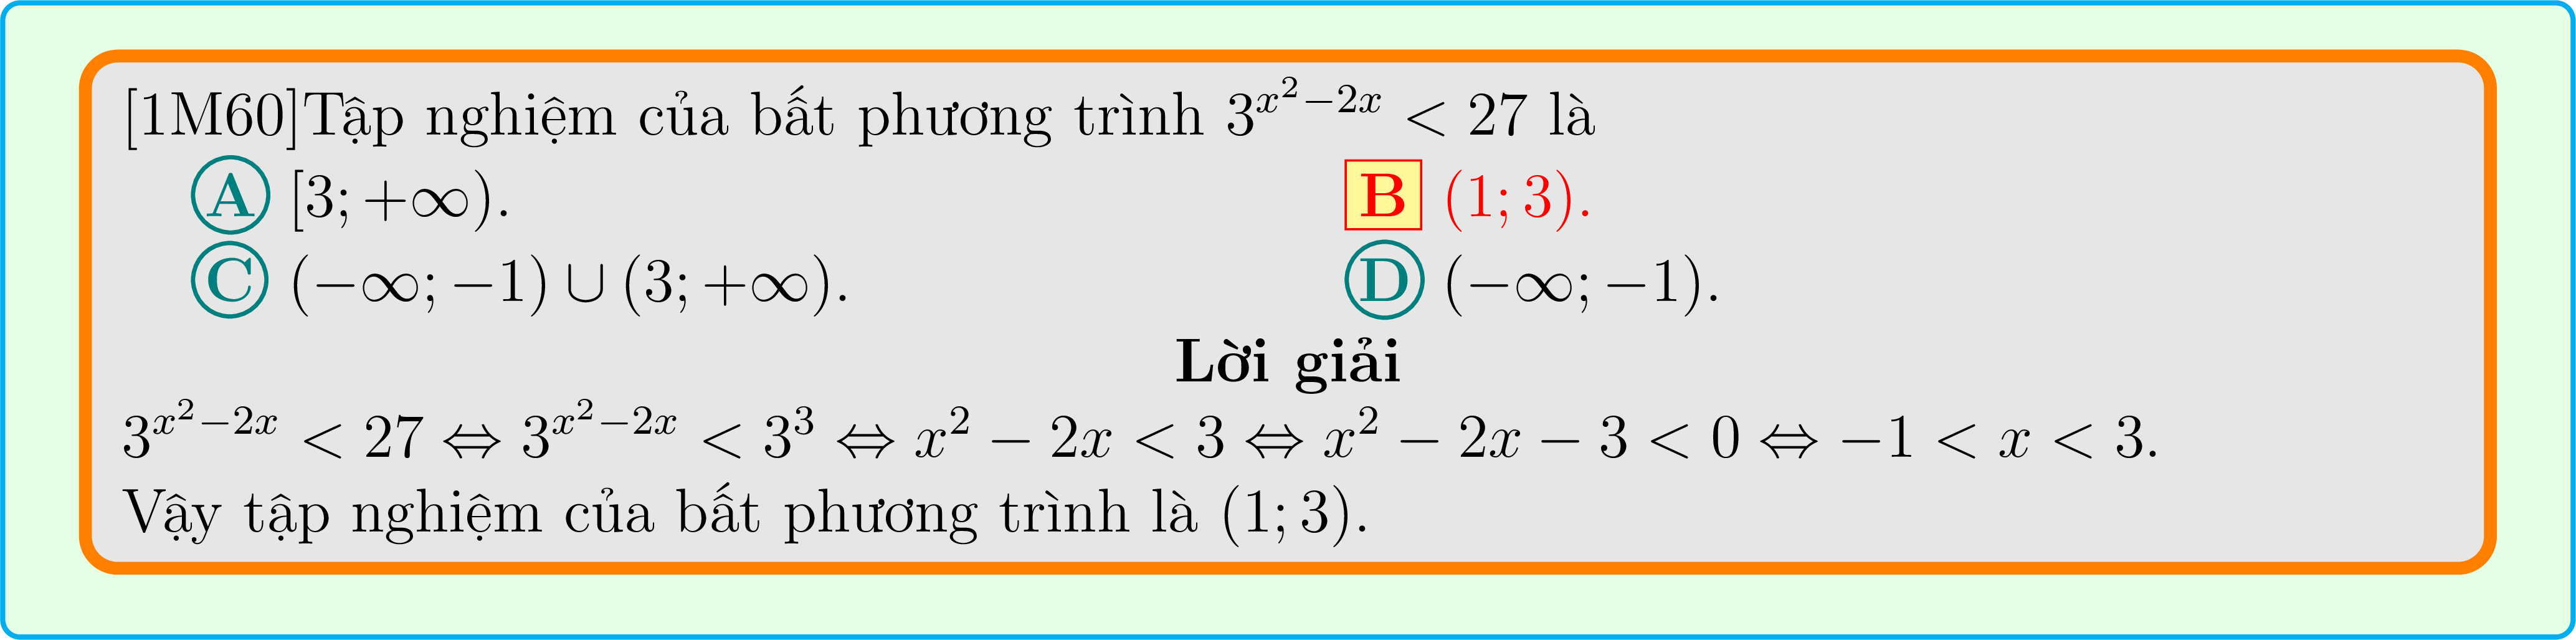 [1M60]Tập nghiệm của bất phương trình $3^{x^2-2x} < 27$ là
A $[3; +\infty)$. B $(1; 3)$.
C $(-\infty; -1) \cup (3; +\infty)$. D $(-\infty; -1)$.
Lời giải
$3^{x^2-2x} < 27 \Leftrightarrow 3^{x^2-2x} < 3^3 \Leftrightarrow x^2 - 2x < 3 \Leftrightarrow x^2 - 2x - 3 < 0 \Leftrightarrow -1 < x < 3.$
Vậy tập nghiệm của bất phương trình là $(1; 3)$.